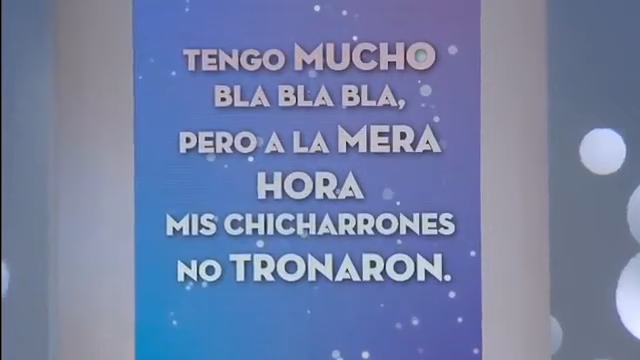 TENGO MUCHO
BLA BLA BLA,
PERO A LA MERA
HORA
MIS CHICHARRONES
NO TRONARON.